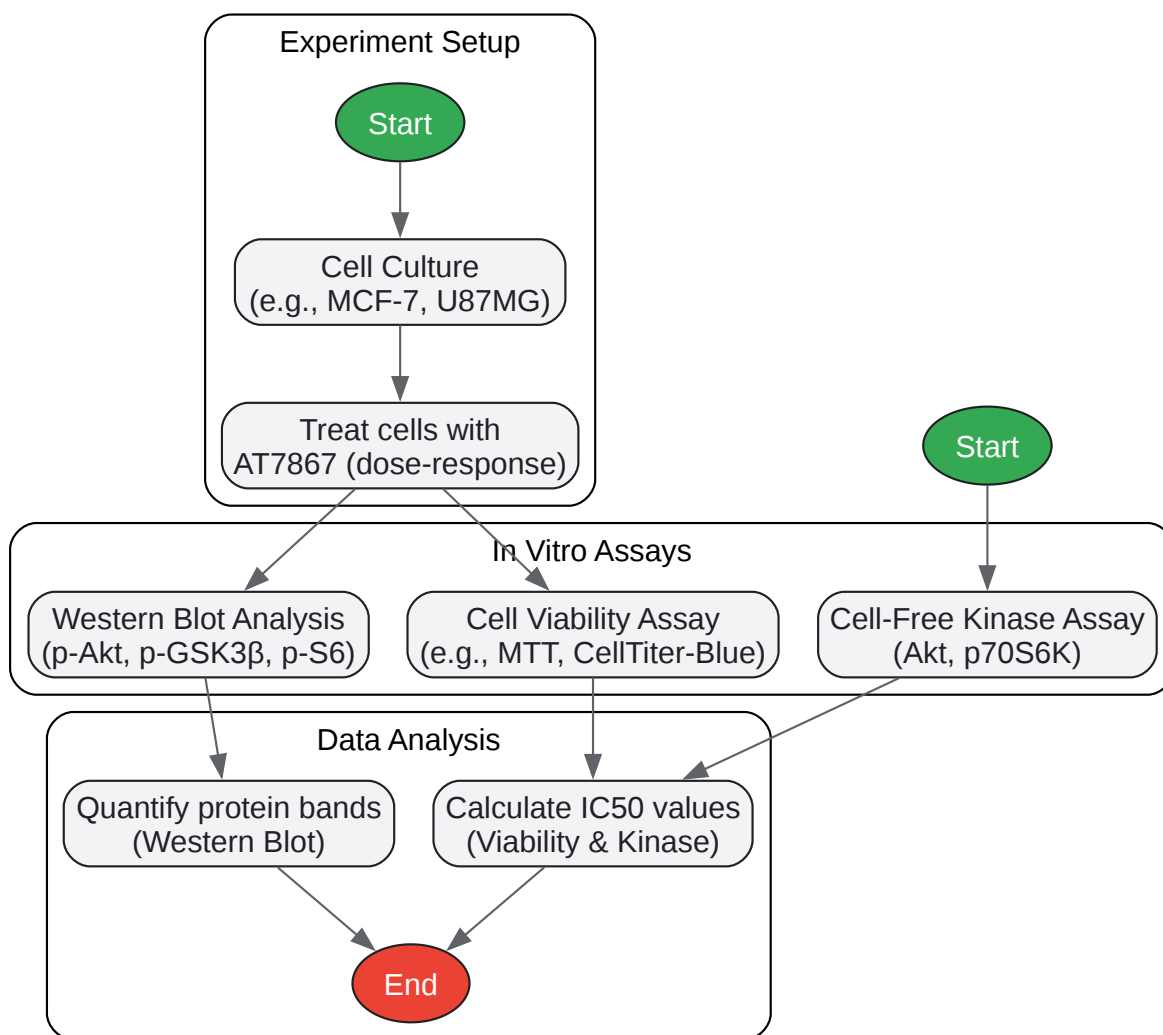 Experiment Setup
Start
Cell Culture
(e.g., MCF-7, U87MG)
Treat cells with
AT7867 (dose-response)
Start
In Vitro Assays
Western Blot Analysis
(p-Akt, p-GSK3β, p-S6)
Cell Viability Assay
(e.g., MTT, CellTiter-Blue)
Cell-Free Kinase Assay
(Akt, p70S6K)
Data Analysis
Quantify protein bands
(Western Blot)
Calculate IC50 values
(Viability & Kinase)
End